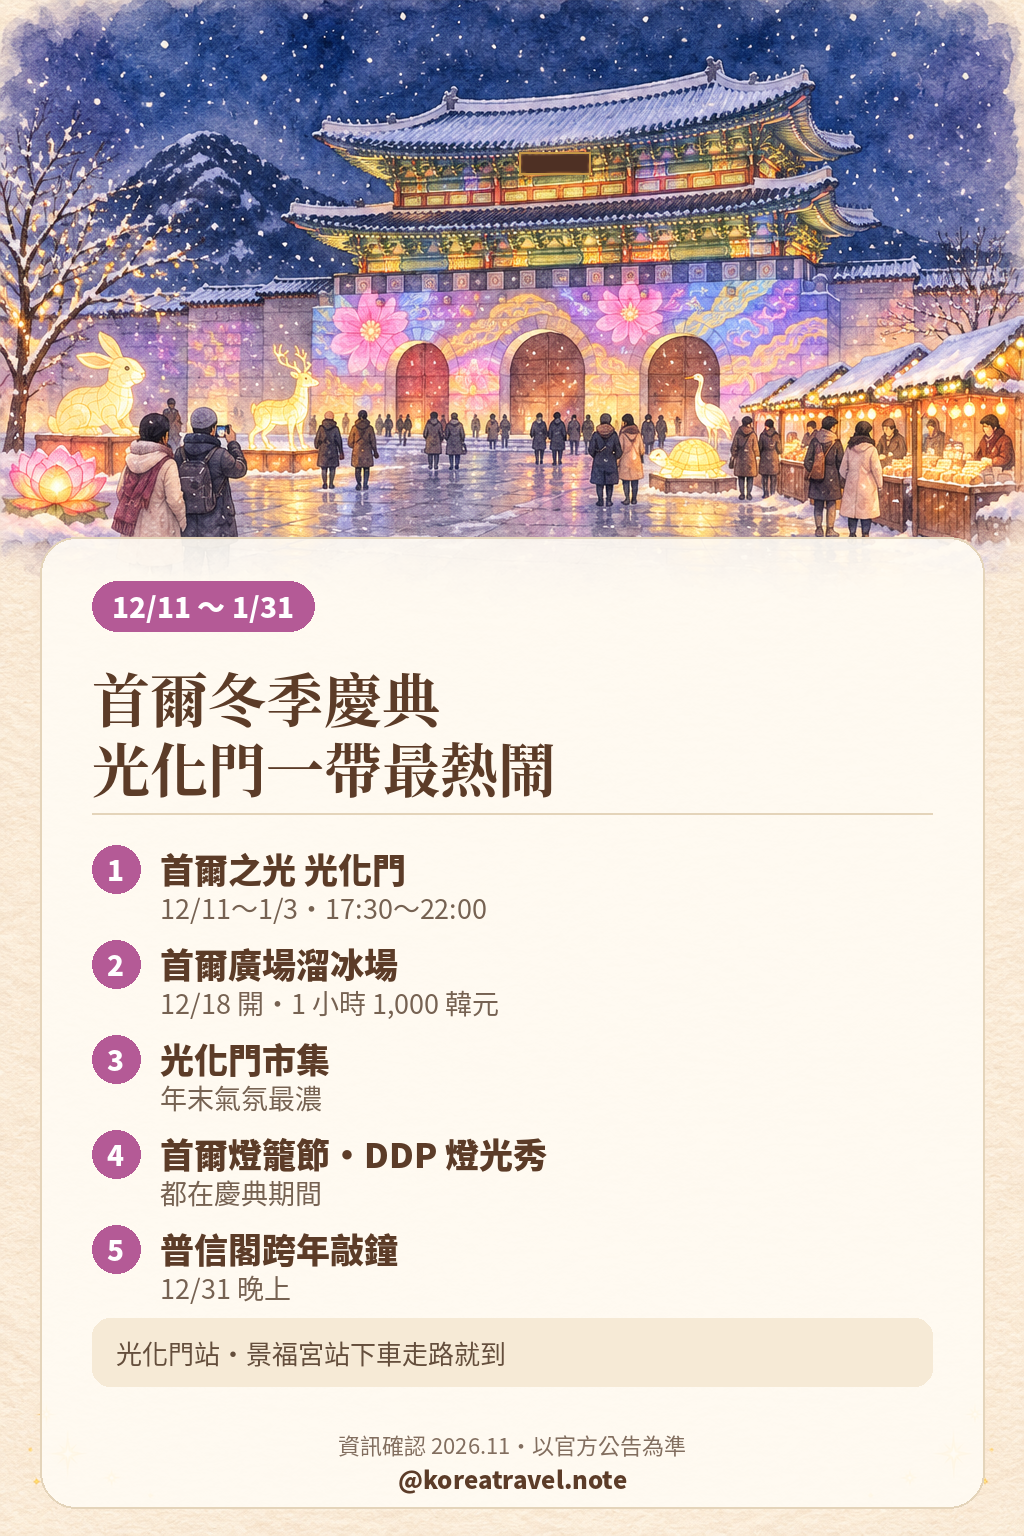 12/11～1/31
首爾冬季慶典
光化門一帶最熱鬧
1 首爾之光 光化門
12/11～1/3・17:30～22:00
2 首爾廣場溜冰場
12/18 開・1 小時 1,000 韓元
3 光化門市集
年末氣氛最濃
4 首爾燈籠節・DDP 燈光秀
都在慶典期間
5 普信閣跨年敲鐘
12/31 晚上
光化門站・景福宮站下車走路就到
資訊確認 2026.11・以官方公告為準
@koreatravel.note